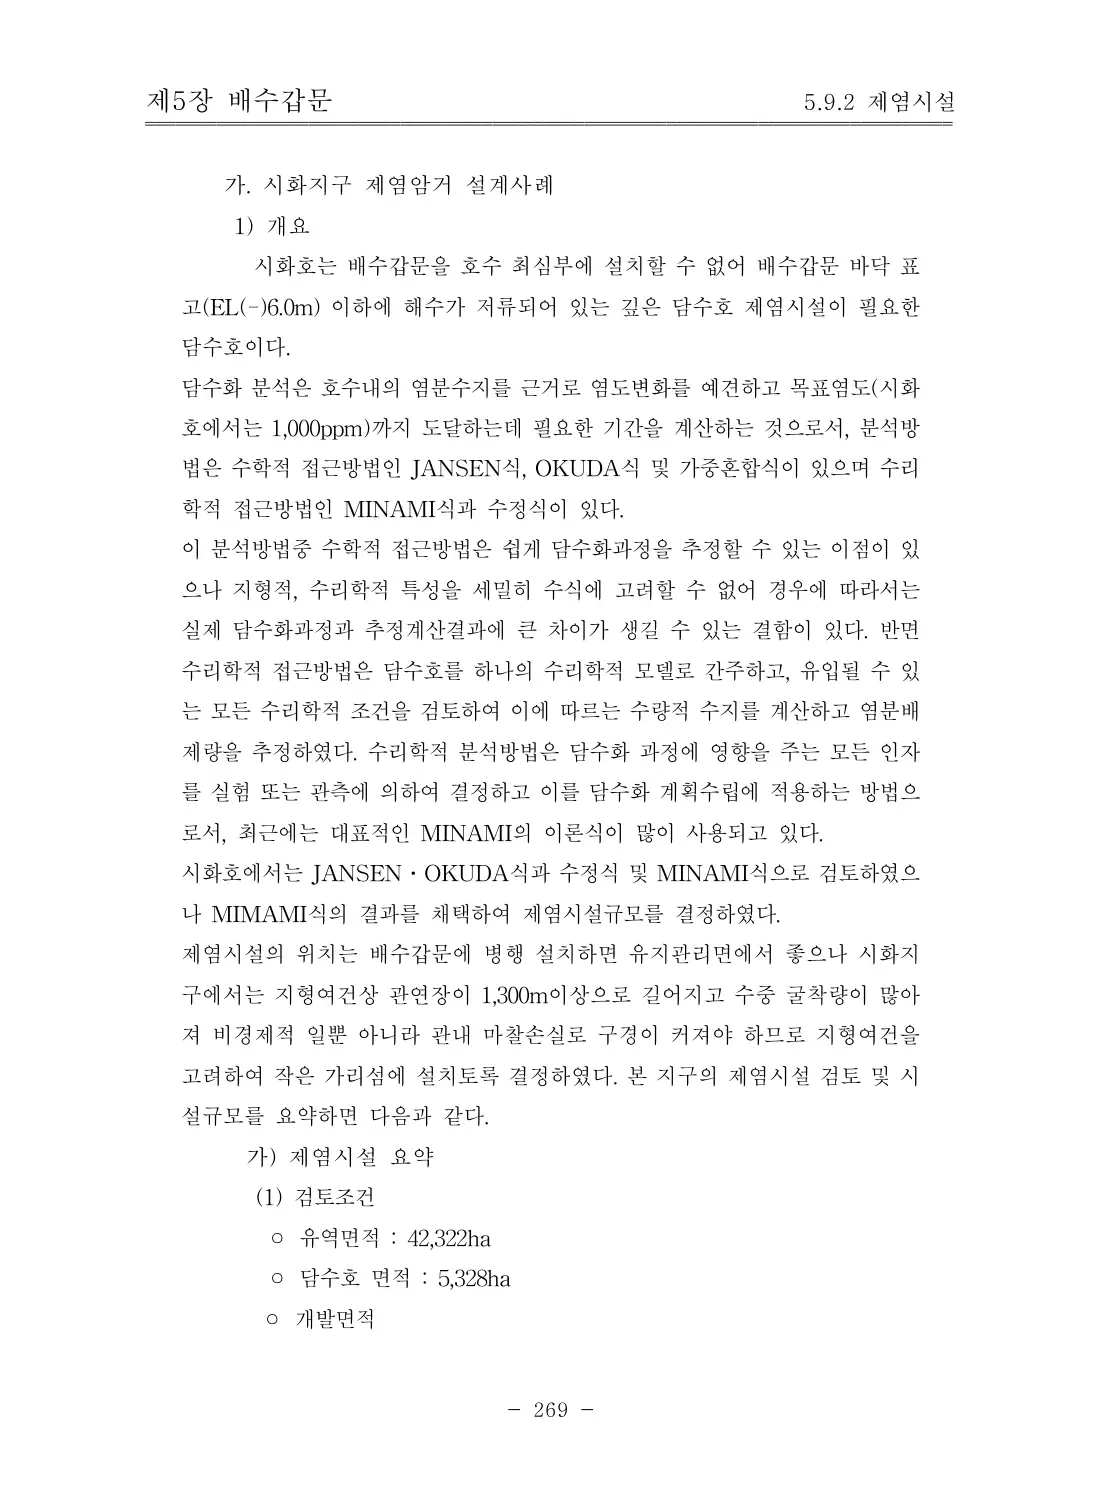 제5장 배수갑문
5.9.2 제염시설
가. 시화지구 제염암거 설계사례
1) 개요
시화호는 배수갑문을 호수 최심부에 설치할 수 없어 배수갑문 바닥 표
고(EL(-)6.0m) 이하에 해수가 저류되어 있는 깊은 담수호 제염시설이 필요한
담수호이다.
담수화 분석은 호수내의 염분수지를 근거로 염도변화를 예견하고 목표염도(시화
호에서는 1,000ppm)까지 도달하는데 필요한 기간을 계산하는 것으로서, 분석방
법은 수학적 접근방법인 JANSEN식, OKUDA식 및 가중혼합식이 있으며 수리
학적 접근방법인 MINAMI식과 수정식이 있다.
이 분석방법중 수학적 접근방법은 쉽게 담수화과정을 추정할 수 있는 이점이 있
으나 지형적, 수리학적 특성을 세밀히 수식에 고려할 수 없어 경우에 따라서는
실제 담수화과정과 추정계산결과에 큰 차이가 생길 수 있는 결함이 있다. 반면
수리학적 접근방법은 담수호를 하나의 수리학적 모델로 간주하고, 유입될 수 있
는 모든 수리학적 조건을 검토하여 이에 따르는 수량적 수지를 계산하고 염분배
제량을 추정하였다. 수리학적 분석방법은 담수화 과정에 영향을 주는 모든 인자
를 실험 또는 관측에 의하여 결정하고 이를 담수화 계획수립에 적용하는 방법으
로서, 최근에는 대표적인 MINAMI의 이론식이 많이 사용되고 있다.
시화호에서는 JANSEN·OKUDA식과 수정식 및 MINAMI식으로 검토하였으
나 MIMAMI식의 결과를 채택하여 제염시설규모를 결정하였다.
제염시설의 위치는 배수갑문에 병행 설치하면 유지관리면에서 좋으나 시화지
구에서는 지형여건상 관연장이 1,300m이상으로 길어지고 수중 굴착량이 많아
져 비경제적 일뿐 아니라 관내 마찰손실로 구경이 커져야 하므로 지형여건을
고려하여 작은 가리섬에 설치토록 결정하였다. 본 지구의 제염시설 검토 및 시
설규모를 요약하면 다음과 같다.
가) 제염시설 요약
(1) 검토조건
○ 유역면적 : 42,322ha
○ 담수호 면적 : 5,328ha
○ 개발면적
- 269 -